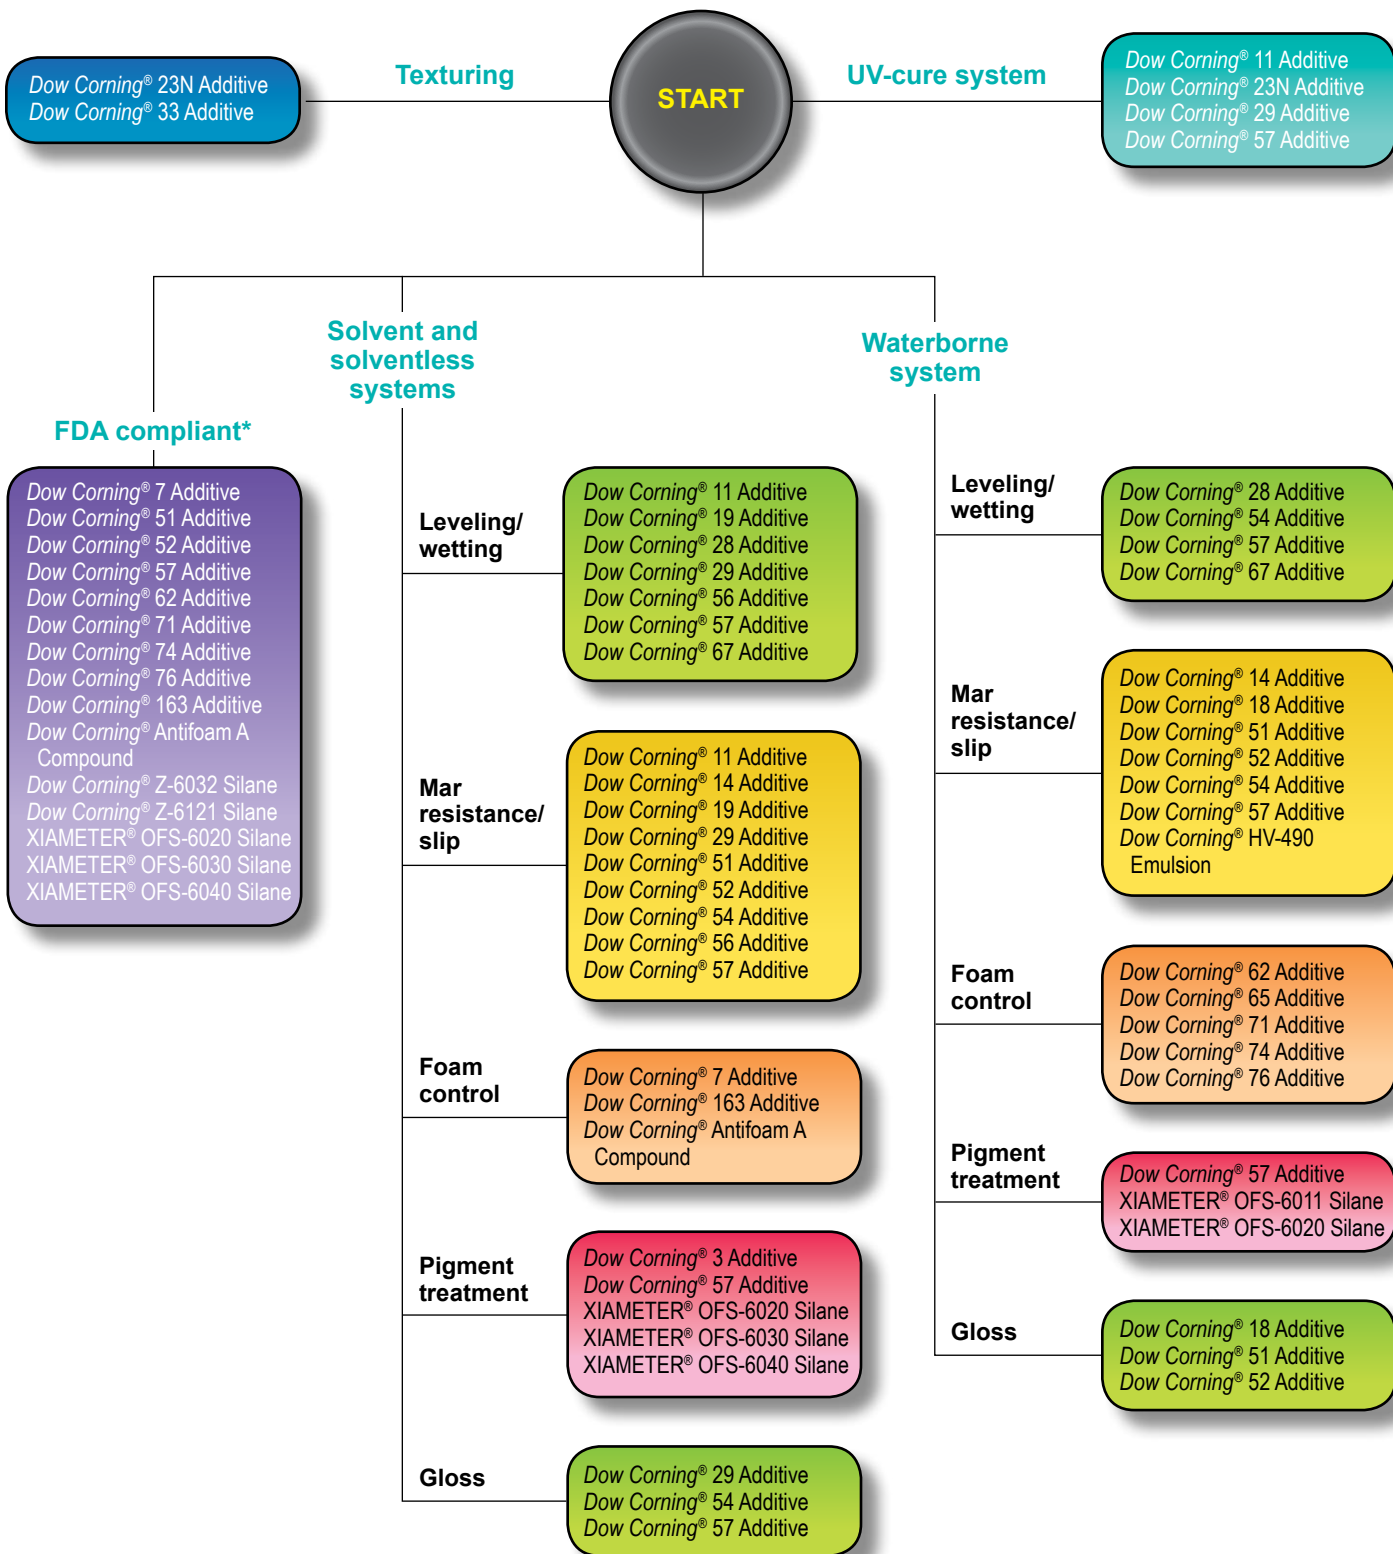 Dow Corning® 23N Additive
Dow Corning® 33 Additive
Texturing
START
UV-cure system
Dow Corning® 11 Additive
Dow Corning® 23N Additive
Dow Corning® 29 Additive
Dow Corning® 57 Additive
FDA compliant*
Dow Corning® 7 Additive
Dow Corning® 51 Additive
Dow Corning® 52 Additive
Dow Corning® 57 Additive
Dow Corning® 62 Additive
Dow Corning® 71 Additive
Dow Corning® 74 Additive
Dow Corning® 76 Additive
Dow Corning® 163 Additive
Dow Corning® Antifoam A
Compound
Dow Corning® Z-6032 Silane
Dow Corning® Z-6121 Silane
XIAMETER® OFS-6020 Silane
XIAMETER® OFS-6030 Silane
XIAMETER® OFS-6040 Silane
Solvent and
solventless
systems
Leveling/
wetting
Dow Corning® 11 Additive
Dow Corning® 19 Additive
Dow Corning® 28 Additive
Dow Corning® 29 Additive
Dow Corning® 56 Additive
Dow Corning® 57 Additive
Dow Corning® 67 Additive
Mar
resistance/
slip
Dow Corning® 11 Additive
Dow Corning® 14 Additive
Dow Corning® 19 Additive
Dow Corning® 29 Additive
Dow Corning® 51 Additive
Dow Corning® 52 Additive
Dow Corning® 54 Additive
Dow Corning® 56 Additive
Dow Corning® 57 Additive
Foam
control
Dow Corning® 7 Additive
Dow Corning® 163 Additive
Dow Corning® Antifoam A
Compound
Pigment
treatment
Dow Corning® 3 Additive
Dow Corning® 57 Additive
XIAMETER® OFS-6020 Silane
XIAMETER® OFS-6030 Silane
XIAMETER® OFS-6040 Silane
Gloss
Dow Corning® 29 Additive
Dow Corning® 54 Additive
Dow Corning® 57 Additive
Waterborne
system
Leveling/
wetting
Dow Corning® 28 Additive
Dow Corning® 54 Additive
Dow Corning® 57 Additive
Dow Corning® 67 Additive
Mar
resistance/
slip
Dow Corning® 14 Additive
Dow Corning® 18 Additive
Dow Corning® 51 Additive
Dow Corning® 52 Additive
Dow Corning® 54 Additive
Dow Corning® 57 Additive
Dow Corning® HV-490
Emulsion
Foam
control
Dow Corning® 62 Additive
Dow Corning® 65 Additive
Dow Corning® 71 Additive
Dow Corning® 74 Additive
Dow Corning® 76 Additive
Pigment
treatment
Dow Corning® 57 Additive
XIAMETER® OFS-6011 Silane
XIAMETER® OFS-6020 Silane
Gloss
Dow Corning® 18 Additive
Dow Corning® 51 Additive
Dow Corning® 52 Additive